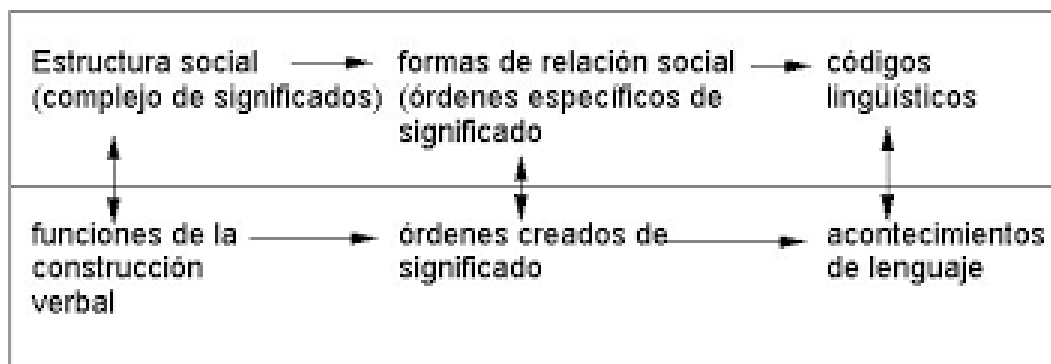 Estructura social
(complejo de significados)
formas de relación social
(órdenes específicos de
significado
códigos
lingüísticos
funciones de la
construcción
verbal
órdenes creados de
significado
acontecimientos
de lenguaje